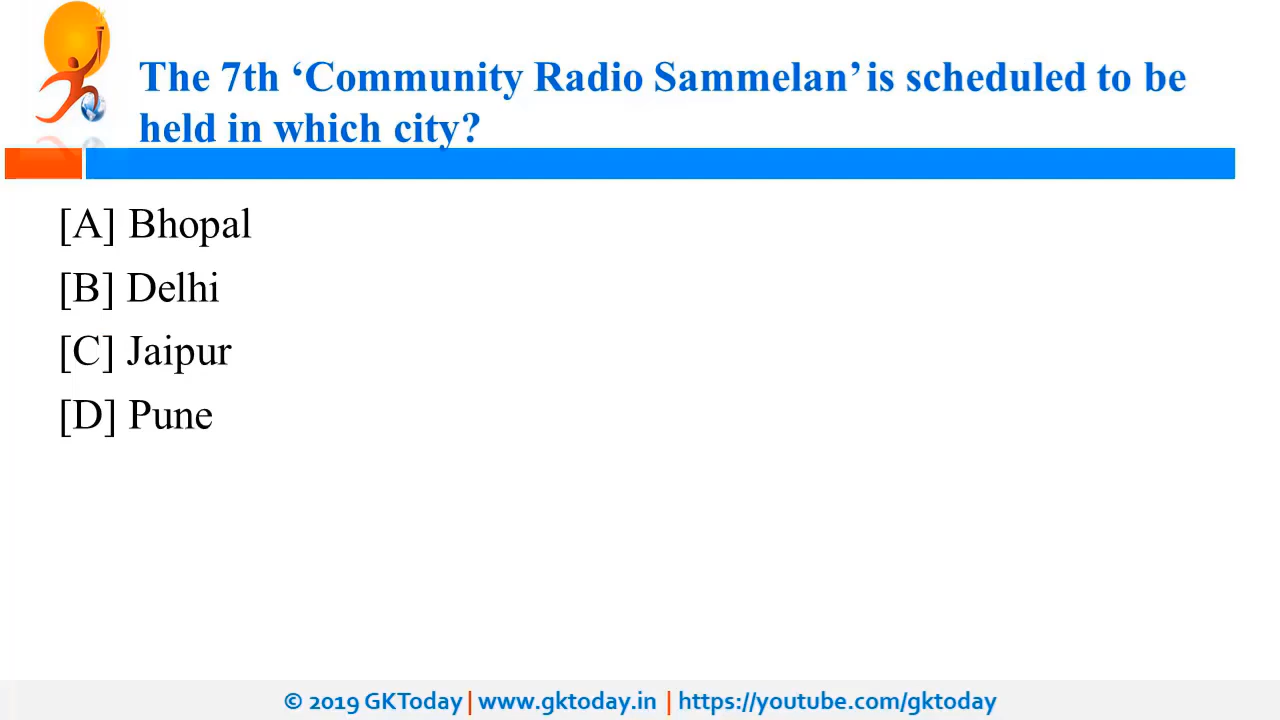 The 7th ‘Community Radio Sammelan’ is scheduled to be
held in which city?
[A] Bhopal
[B] Delhi
[C] Jaipur
[D] Pune
© 2019 GKToday | www.gktoday.in | https://youtube.com/gktoday